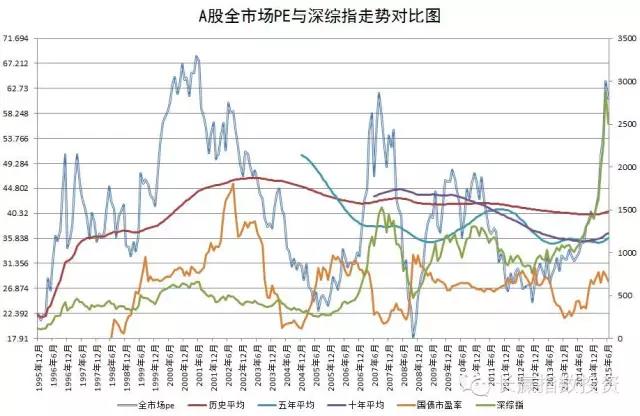 A股全市场PE与深综指走势对比图
71.694
67.212
62.73
58.248
53.766
49.284
44.802
40.32
35.838
31.356
26.874
22.392
17.91
3500
3000
2500
2000
1500
1000
500
0
1995年12月
1996年6月
1996年12月
1997年6月
1997年12月
1998年6月
1998年12月
1999年6月
1999年12月
2000年6月
2000年12月
2001年6月
2001年12月
2002年6月
2002年12月
2003年6月
2003年12月
2004年6月
2004年12月
2005年6月
2005年12月
2006年6月
2006年12月
2007年6月
2007年12月
2008年6月
2008年12月
2009年6月
2009年12月
2010年6月
2010年12月
2011年6月
2011年12月
2012年6月
2012年12月
2013年6月
2013年12月
2014年6月
2014年12月
2015年6月
全市场pe 历史平均 五年平均 十年平均 国债市盈率 深综指
长赢指数投资